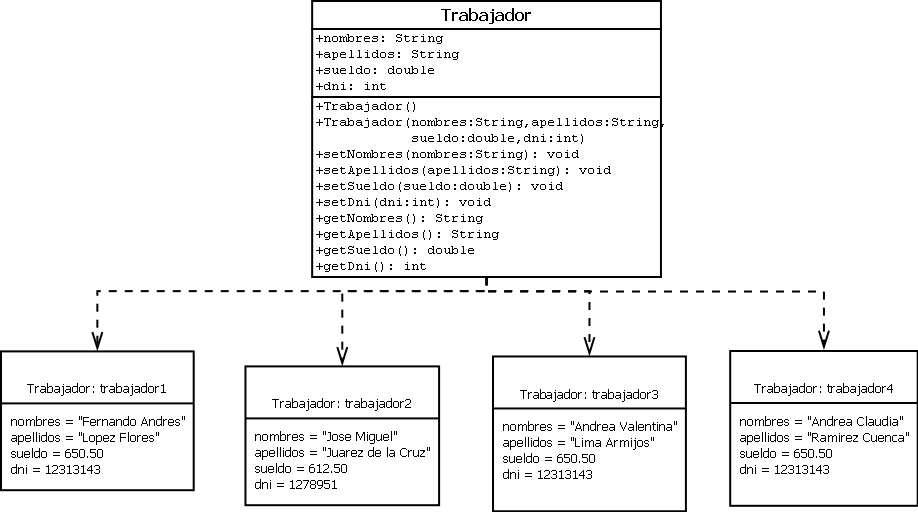 Trabajador
+nombres: String
+apellidos: String
+sueldo: double
+dni: int
+Trabajador()
+Trabajador(nombres:String,apellidos:String,
sueldo:double,dni:int)
+setNombres(nombres:String): void
+setApellidos(apellidos:String): void
+setSueldo(sueldo:double): void
+setDni(dni:int): void
+getNombres(): String
+getApellidos(): String
+getSueldo(): double
+getDni(): int
Trabajador: trabajador1
nombres = "Fernando Andres"
apellidos = "Lopez Flores"
sueldo = 650.50
dni = 12313143
Trabajador: trabajador2
nombres = "Jose Miguel"
apellidos = "Juarez de la Cruz"
sueldo = 612.50
dni = 1278951
Trabajador: trabajador3
nombres = "Andrea Valentina"
apellidos = "Lima Armijos"
sueldo = 650.50
dni = 12313143
Trabajador: trabajador4
nombres = "Andrea Claudia"
apellidos = "Ramirez Cuenca"
sueldo = 650.50
dni = 12313143